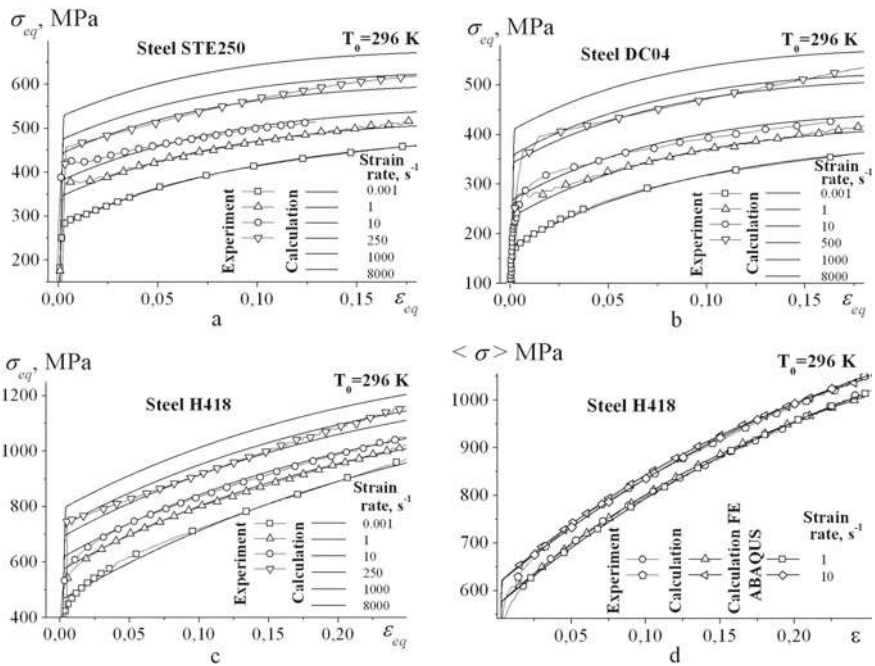 σeq, MPa
Steel STE250
T0=296 K
600
500
400
300
200
Experiment
Calculation
Strain
rate, s-1
0.001
1
10
250
1000
8000
0,00 0,05 0,10 0,15 εeq
a
σeq, MPa
Steel DC04
T0=296 K
500
400
300
200
100
Experiment
Calculation
Strain
rate, s-1
0.001
1
10
500
1000
8000
0,00 0,05 0,10 0,15 εeq
b
σeq, MPa
T0=296 K
Steel H418
1200
1000
800
600
400
Experiment
Calculation
Strain
rate, s-1
0.001
1
10
250
1000
8000
0,00 0,05 0,10 0,15 0,20 εeq
c
< σ > MPa
T0=296 K
Steel H418
1000
900
800
700
600
Experiment
Calculation
Calculation FE
ABAQUS
Strain
rate, s-1
1
10
0,05 0,10 0,15 0,20 ε
d